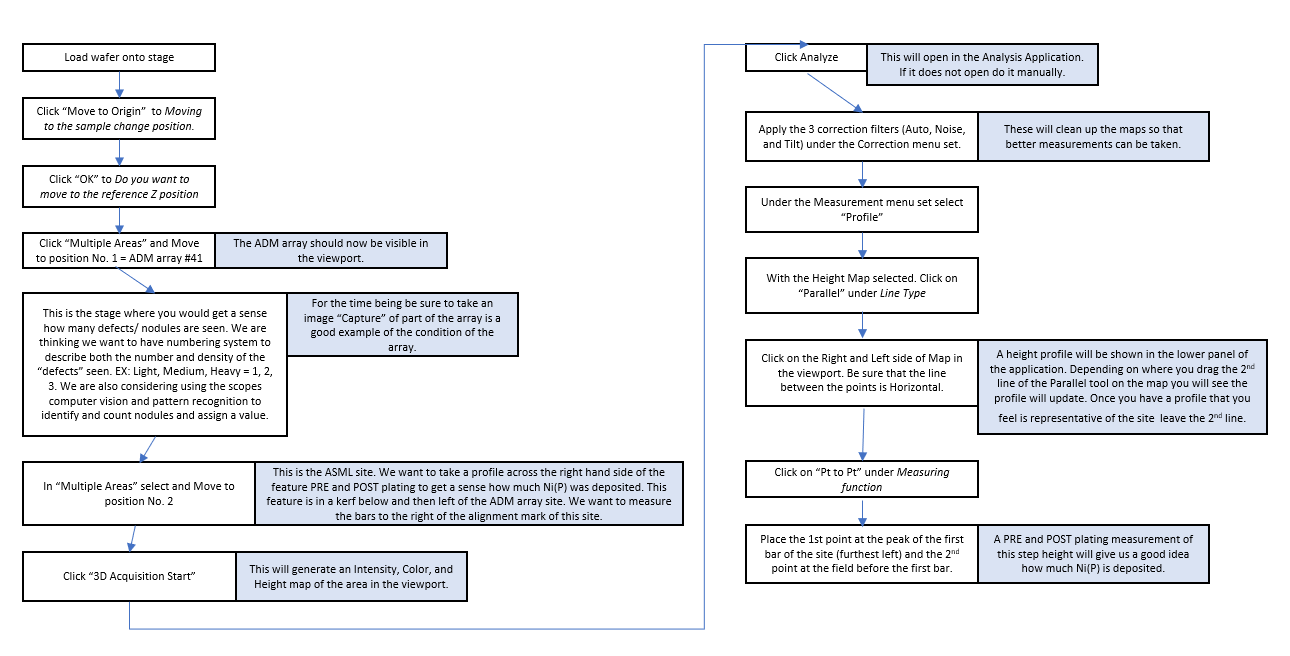 Load wafer onto stage
Click “Move to Origin”  to Moving
to the sample change position.
Click “OK” to Do you want to
move to the reference Z position
Click “Multiple Areas” and Move
to position No. 1 = ADM array #41
The ADM array should now be visible in
the viewport.
This is the stage where you would get a sense
how many defects/ nodules are seen. We are
thinking we want to have numbering system to
describe both the number and density of the
“defects” seen. EX: Light, Medium, Heavy = 1, 2,
3. We are also considering using the scopes
computer vision and pattern recognition to
identify and count nodules and assign a value.
For the time being be sure to take an
image “Capture” of part of the array is a
good example of the condition of the
array.
In “Multiple Areas” select and Move to
position No. 2
This is the ASML site. We want to take a profile across the right hand side of the
feature PRE and POST plating to get a sense how much Ni(P) was deposited. This
feature is in a kerf below and then left of the ADM array site. We want to measure
the bars to the right of the alignment mark of this site.
Click “3D Acquisition Start”
This will generate an Intensity, Color, and
Height map of the area in the viewport.
Click Analyze
This will open in the Analysis Application.
If it does not open do it manually.
Apply the 3 correction filters (Auto, Noise,
and Tilt) under the Correction menu set.
These will clean up the maps so that
better measurements can be taken.
Under the Measurement menu set select
“Profile”
With the Height Map selected. Click on
“Parallel” under Line Type
Click on the Right and Left side of Map in
the viewport. Be sure that the line
between the points is Horizontal.
A height profile will be shown in the lower panel of
the application. Depending on where you drag the 2nd
line of the Parallel tool on the map you will see the
profile will update. Once you have a profile that you
feel is representative of the site  leave the 2nd line.
Click on “Pt to Pt” under Measuring
function
Place the 1st point at the peak of the first
bar of the site (furthest left) and the 2nd
point at the field before the first bar.
A PRE and POST plating measurement of
this step height will give us a good idea
how much Ni(P) is deposited.